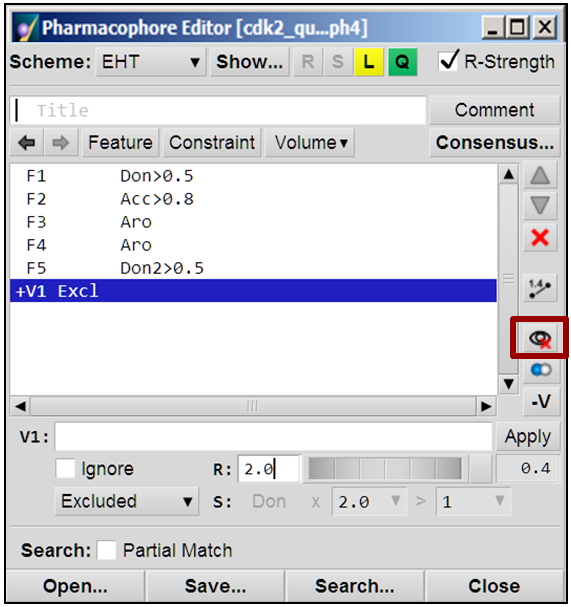 Pharmacophore Editor [cdk2_qu...ph4]
Scheme: EHT Show... R S L Q R-Strength
Title Comment
Feature Constraint Volume Consensus...
F1 Don>0.5
F2 Acc>0.8
F3 Aro
F4 Aro
F5 Don2>0.5
+V1 Excl
1.4
-V
V1: Apply
Ignore R: 2.0 0.4
Excluded S: Don x 2.0 > 1
Search: Partial Match
Open... Save... Search... Close